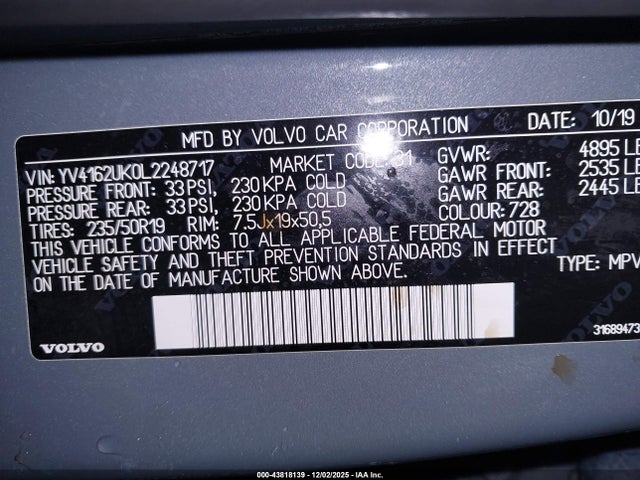 MFD BY VOLVO CAR CORPORATION DATE: 10/19
VIN: YV4162UK0L2248717 MARKET CODE: 31 GVWR: 4895 LB
PRESSURE FRONT: 33 PSI, 230 KPA COLD GAWR FRONT: 2535 LB
PRESSURE REAR: 33 PSI, 230 KPA COLD GAWR REAR: 2445 LB
TIRES: 235/50R19 RIM: 7.5Jx19x50,5 COLOUR: 728
THIS VEHICLE CONFORMS TO ALL APPLICABLE FEDERAL MOTOR
VEHICLE SAFETY AND THEFT PREVENTION STANDARDS IN EFFECT
ON THE DATE OF MANUFACTURE SHOWN ABOVE. TYPE: MPV
VOLVO 31689473
000-43818139 - 12/02/2025 - IAA Inc.